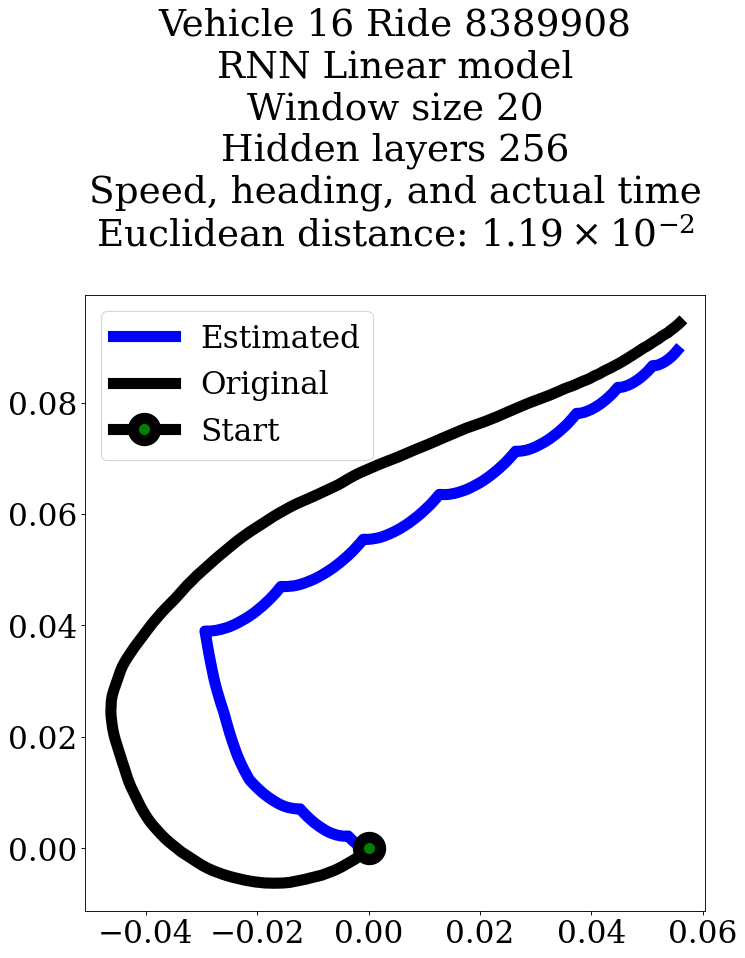 Vehicle 16 Ride 8389908
RNN Linear model
Window size 20
Hidden layers 256
Speed, heading, and actual time
Euclidean distance: 1.19 × 10⁻²
Estimated
Original
Start
0.08
0.06
0.04
0.02
0.00
−0.04 −0.02 0.00 0.02 0.04 0.06